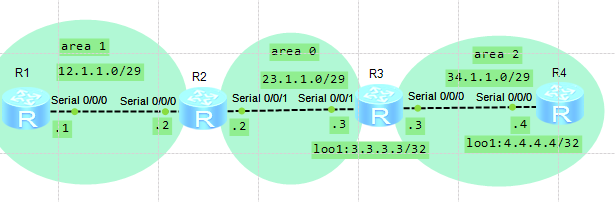 area 1
area 0
area 2
12.1.1.0/29
23.1.1.0/29
34.1.1.0/29
R1
R2
R3
R4
Serial 0/0/0
Serial 0/0/0
Serial 0/0/1
Serial 0/0/1
Serial 0/0/0
Serial 0/0/0
R
R
R
R
.1
.2
.2
.3
.3
.4
loo1:3.3.3.3/32
loo1:4.4.4.4/32